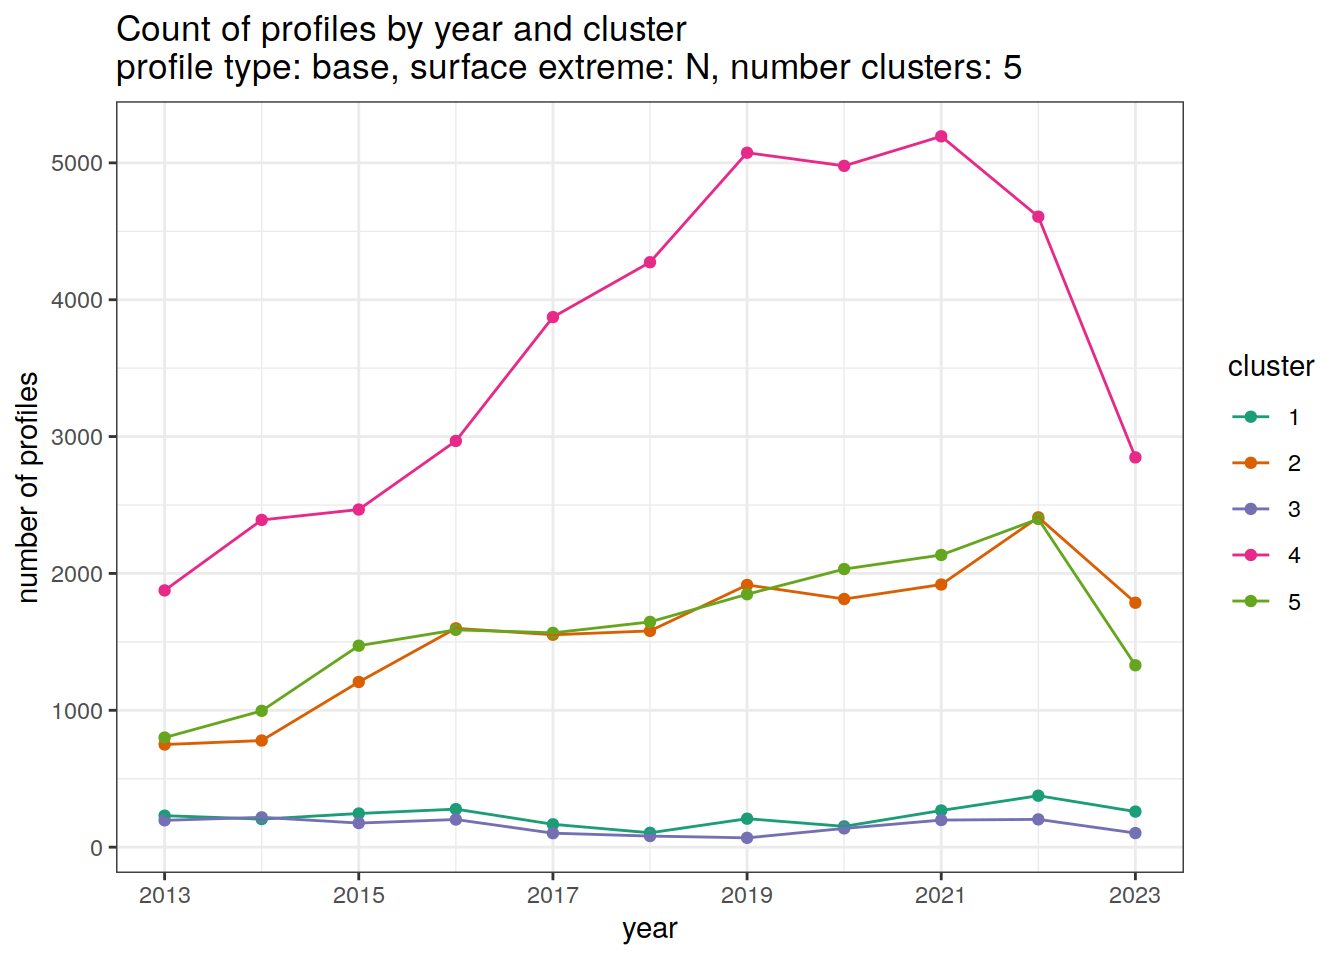 Count of profiles by year and cluster
profile type: base, surface extreme: N, number clusters: 5
number of profiles
5000
4000
3000
2000
1000
0
2013 2015 2017 2019 2021 2023
year
cluster
1
2
3
4
5